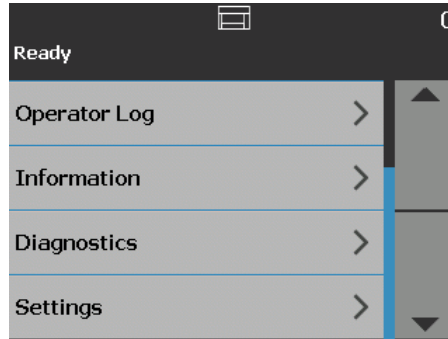 Ready
Operator Log
Information
Diagnostics
Settings